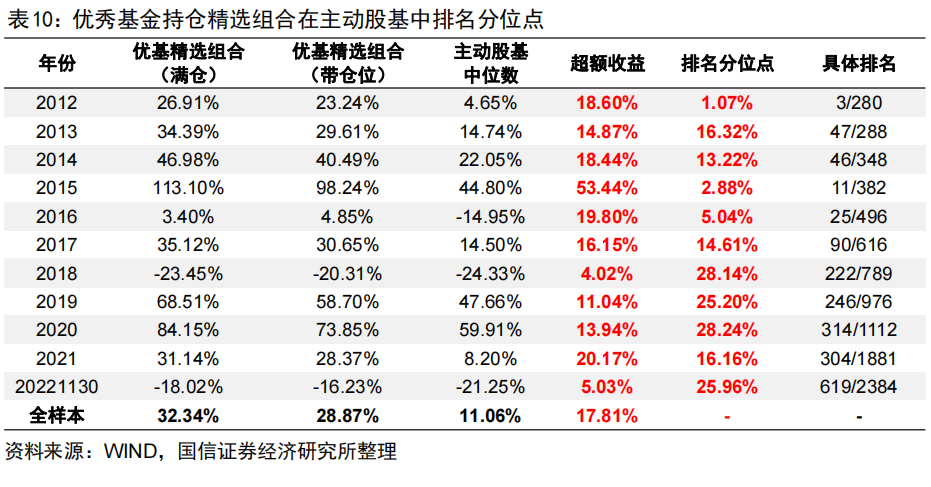 表10：优秀基金持仓精选组合在主动股基中排名分位点
年份 优基精选组合（满仓） 优基精选组合（带仓位） 主动股基中位数 超额收益 排名分位点 具体排名
2012 26.91% 23.24% 4.65% 18.60% 1.07% 3/280
2013 34.39% 29.61% 14.74% 14.87% 16.32% 47/288
2014 46.98% 40.49% 22.05% 18.44% 13.22% 46/348
2015 113.10% 98.24% 44.80% 53.44% 2.88% 11/382
2016 3.40% 4.85% -14.95% 19.80% 5.04% 25/496
2017 35.12% 30.65% 14.50% 16.15% 14.61% 90/616
2018 -23.45% -20.31% -24.33% 4.02% 28.14% 222/789
2019 68.51% 58.70% 47.66% 11.04% 25.20% 246/976
2020 84.15% 73.85% 59.91% 13.94% 28.24% 314/1112
2021 31.14% 28.37% 8.20% 20.17% 16.16% 304/1881
20221130 -18.02% -16.23% -21.25% 5.03% 25.96% 619/2384
全样本 32.34% 28.87% 11.06% 17.81% - -
资料来源：WIND，国信证券经济研究所整理